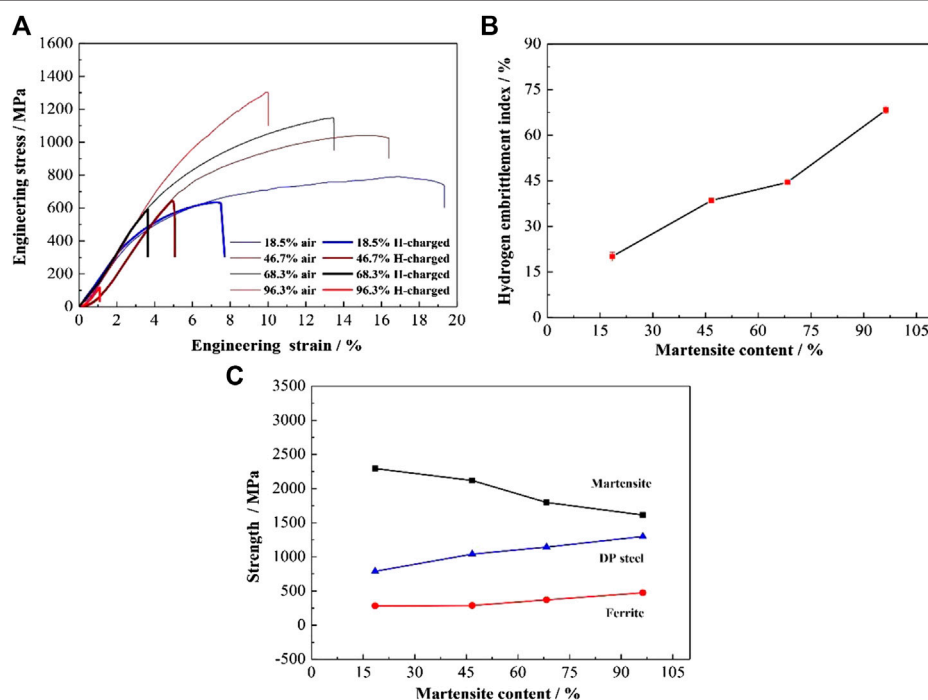 A
Engineering stress / MPa
1600
1400
1200
1000
800
600
400
200
0
18.5% air 18.5% H-charged
46.7% air 46.7% H-charged
68.3% air 68.3% H-charged
96.3% air 96.3% H-charged
0 2 4 6 8 10 12 14 16 18 20
Engineering strain / %
B
Hydrogen embrittlement index / %
90
75
60
45
30
15
0
0 15 30 45 60 75 90 105
Martensite content / %
C
Strength / MPa
3500
3000
2500
2000
1500
1000
500
0
-500
Martensite
DP steel
Ferrite
0 15 30 45 60 75 90 105
Martensite content / %